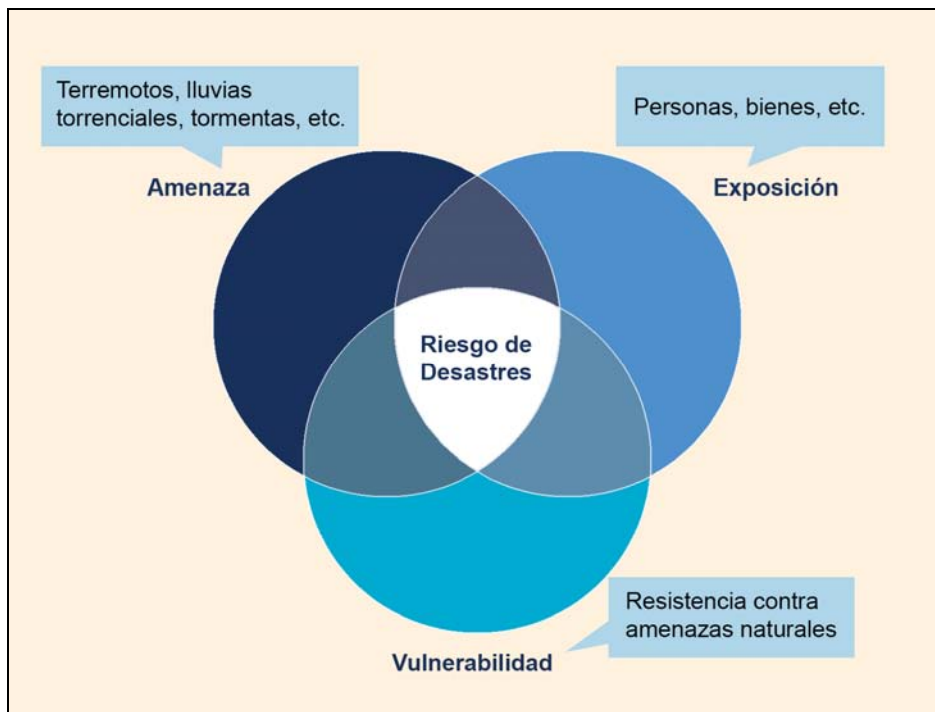 Terremotos, lluvias
torrenciales, tormentas, etc.
Personas, bienes, etc.
Amenaza
Exposición
Riesgo de
Desastres
Resistencia contra
amenazas naturales
Vulnerabilidad